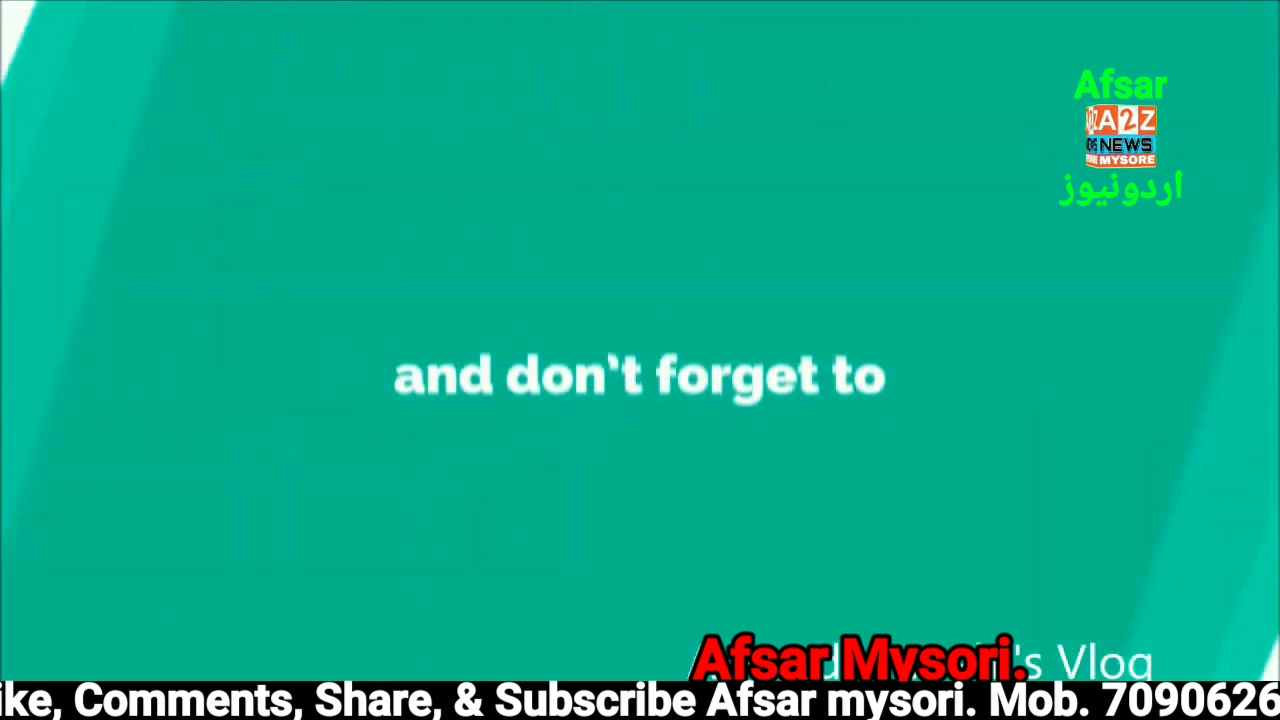 Afsar
A2Z
NEWS
MYSORE
اردونیوز
and don't forget to
Afsar Mysori.
's Vlog
ike, Comments, Share, & Subscribe Afsar mysori. Mob. 7090626